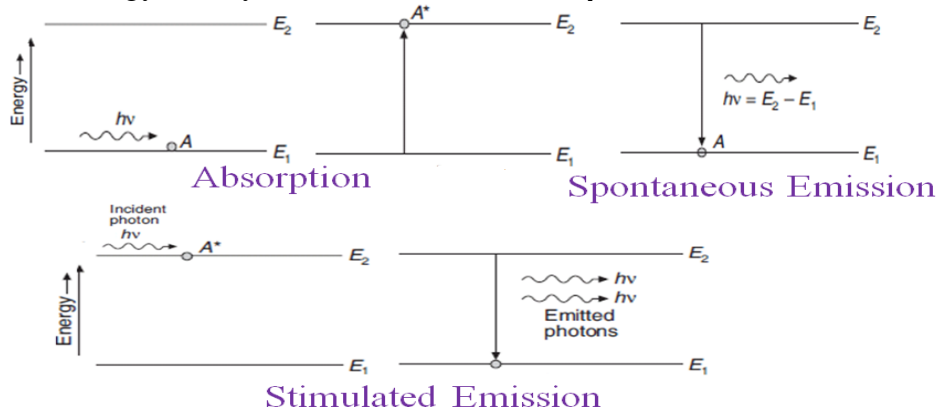 E₂
A*
E₂
E₂
Energy
hν
A
E₁
E₁
hν = E₂ – E₁
A
E₁
Absorption
Spontaneous Emission
Incident
photon
hν
A*
E₂
E₂
Energy
hν
hν
Emitted
photons
E₁
E₁
Stimulated Emission